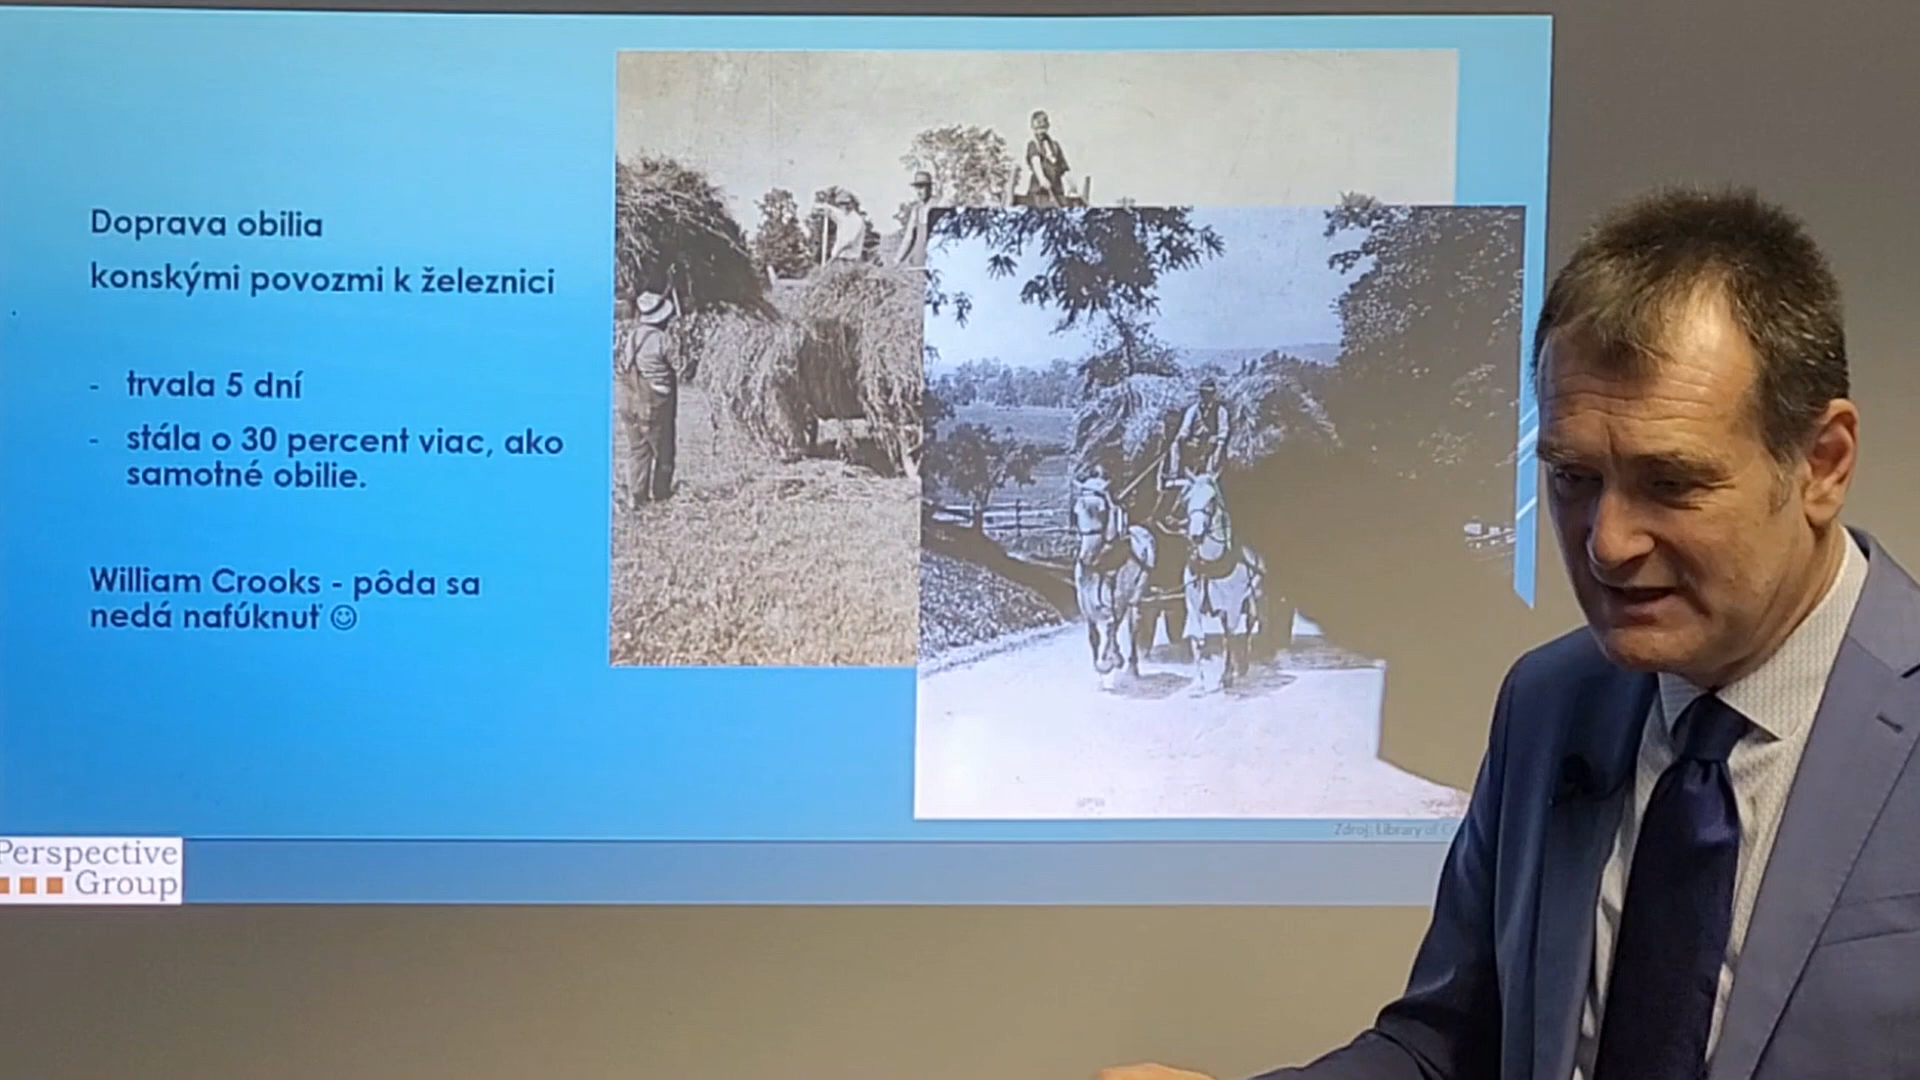 Doprava obilia
konskými povozmi k železnici
- trvala 5 dní
- stála o 30 percent viac, ako
samotné obilie.
William Crooks - pôda sa
nedá nafúknuť ☺
Zdroj: Library of
Perspective
Group